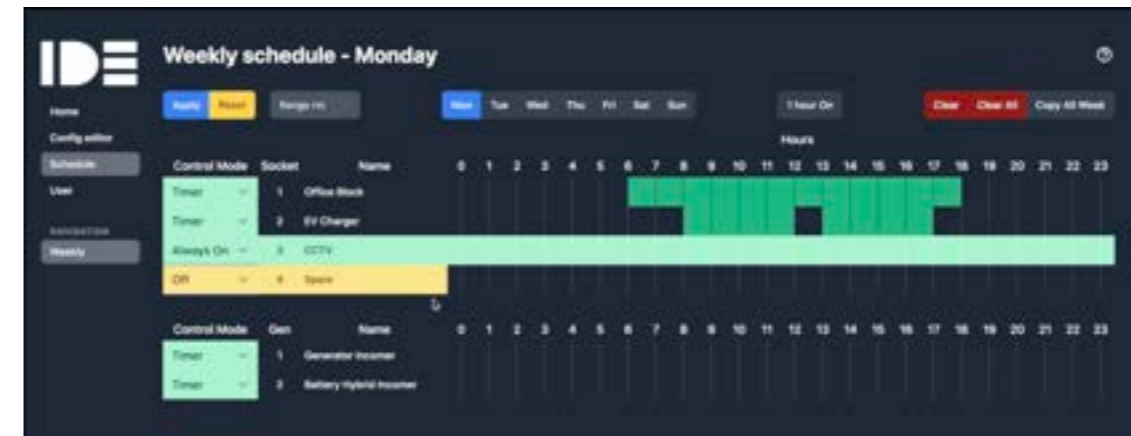 IDE
Weekly schedule - Monday
Apply Reset Range
Mon Tue Wed Thu Fri Sat Sun
1 hour On
Clear Clear All Copy All Week
Home
Config editor
Schedule
User
NAVIGATION
Weekly
Hours
Control Mode Socket Name 0 1 2 3 4 5 6 7 8 9 10 11 12 13 14 15 16 17 18 19 20 21 22 23
Timer 1 Office Block
Timer 2 EV Charger
Always On 3 CCTV
Off 4 Spare
Control Mode Gen Name 0 1 2 3 4 5 6 7 8 9 10 11 12 13 14 15 16 17 18 19 20 21 22 23
Timer 1 Generator Incomer
Timer 2 Battery Hybrid Incomer